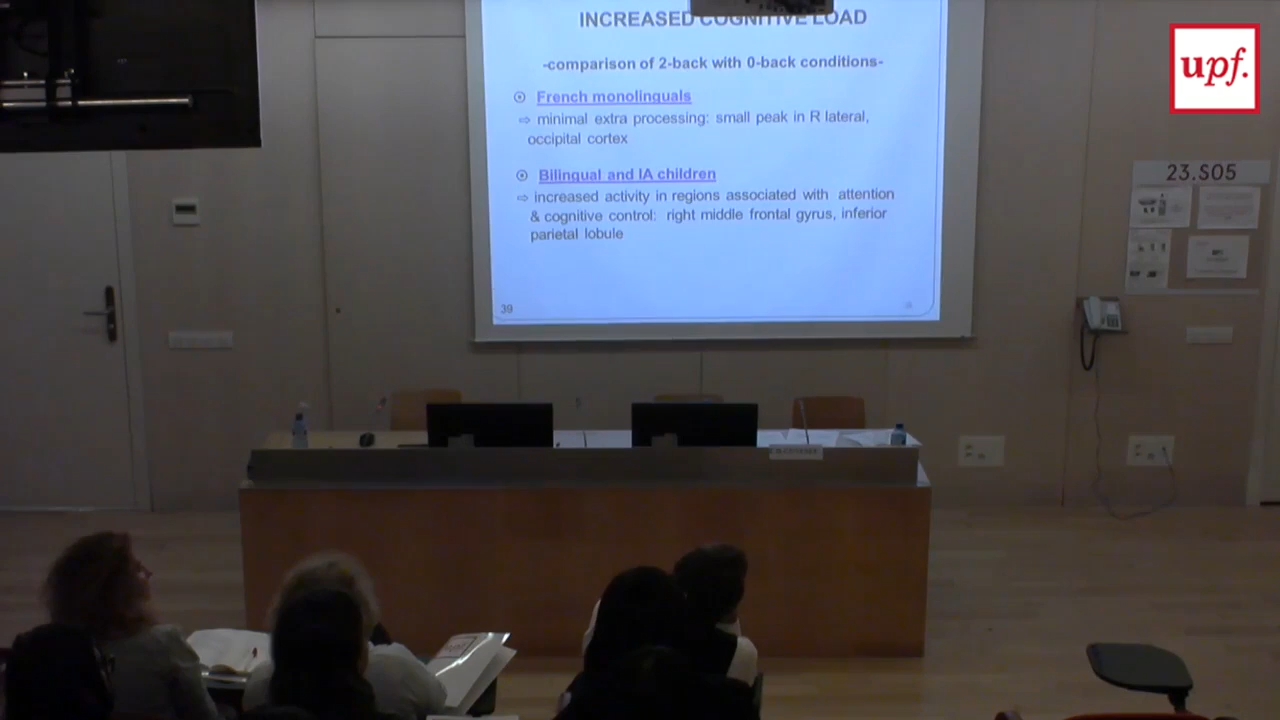 INCREASED COGNITIVE LOAD
-comparison of 2-back with 0-back conditions-
French monolinguals
⇨ minimal extra processing: small peak in R lateral,
occipital cortex
Bilingual and IA children
⇨ increased activity in regions associated with attention
& cognitive control: right middle frontal gyrus, inferior
parietal lobule
39
upf.
23.S05